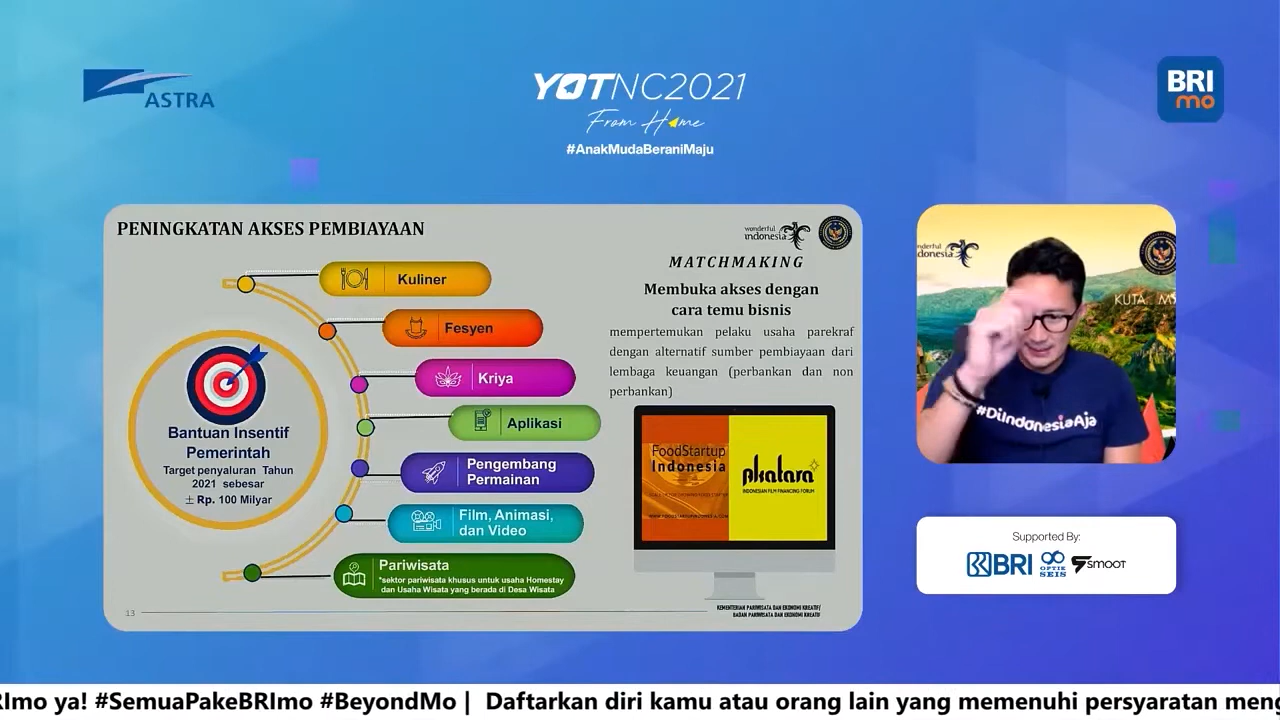 ASTRA
YOTNC2021
From Home
#AnakMudaBeraniMaju
BRI
mo
PENINGKATAN AKSES PEMBIAYAAN
wonderful
indonesia
Kuliner
Fesyen
Kriya
Aplikasi
Pengembang
Permainan
Film, Animasi,
dan Video
Pariwisata
*sektor pariwisata khusus untuk usaha Homestay
dan Usaha Wisata yang berada di Desa Wisata
Bantuan Insentif
Pemerintah
Target penyaluran Tahun
2021 sebesar
± Rp. 100 Milyar
MATCHMAKING
Membuka akses dengan
cara temu bisnis
mempertemukan pelaku usaha parekraf
dengan alternatif sumber pembiayaan dari
lembaga keuangan (perbankan dan non
perbankan)
FoodStartup
Indonesia
Akatara
INDONESIAN FILM FINANCING FORUM
13
KEMENTERIAN PARIWISATA DAN EKONOMI KREATIF/
BADAN PARIWISATA DAN EKONOMI KREATIF
nderful
donesia
KUTA, M
#DiIndonesiaAja
Supported By:
BRI
OPTIK
SEIS
SMOOT
RImo ya! #SemuaPakeBRImo #BeyondMo | Daftarkan diri kamu atau orang lain yang memenuhi persyaratan meng